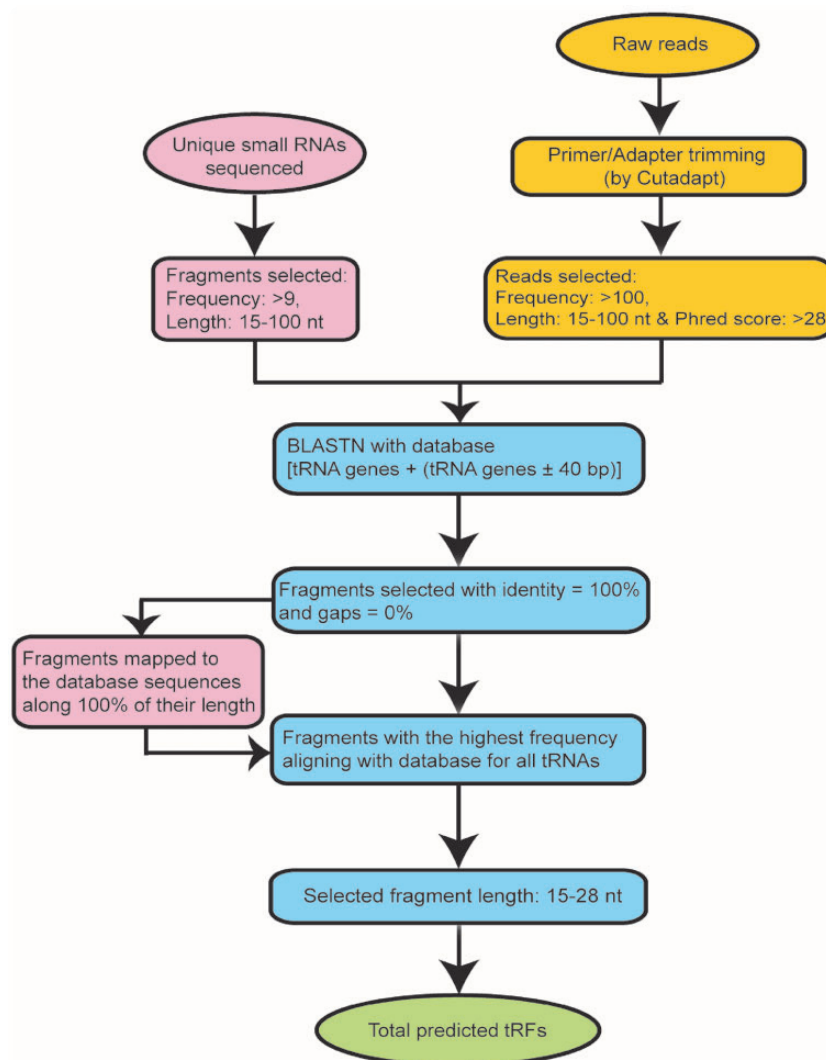 Raw reads
Unique small RNAs
sequenced
Primer/Adapter trimming
(by Cutadapt)
Fragments selected:
Frequency: >9,
Length: 15-100 nt
Reads selected:
Frequency: >100,
Length: 15-100 nt & Phred score: >28
BLASTN with database
[tRNA genes + (tRNA genes ± 40 bp)]
Fragments selected with identity = 100%
and gaps = 0%
Fragments mapped to
the database sequences
along 100% of their length
Fragments with the highest frequency
aligning with database for all tRNAs
Selected fragment length: 15-28 nt
Total predicted tRFs